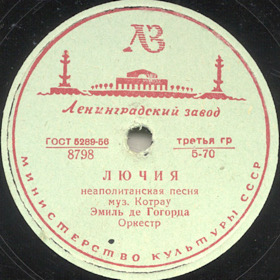 ЛЗ
Ленинградский завод
ГОСТ 5289-56
8798
третья гр
5-70
ЛЮЧИЯ
неаполитанская песня
муз. Котрау
Эмиль де Гогорда
Оркестр
МИНИСТЕРСТВО КУЛЬТУРЫ СССР